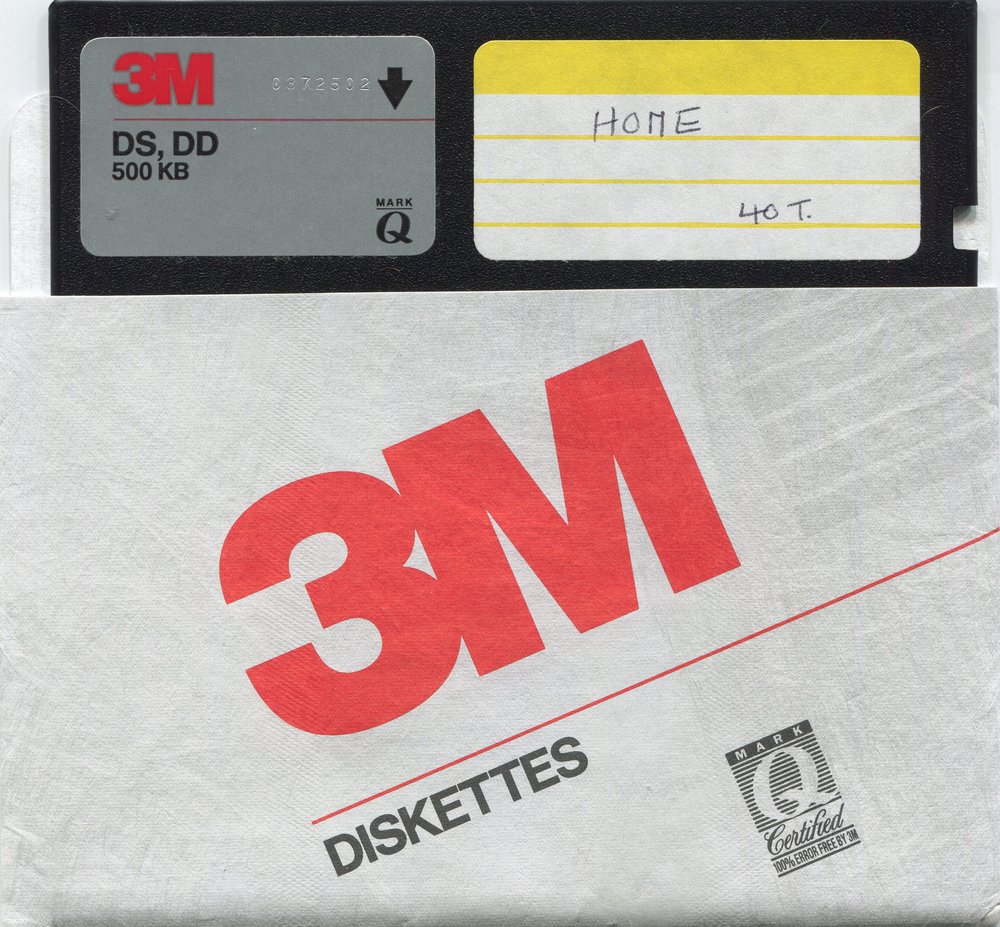 3M
0372502
DS, DD
500 KB
MARK
Q
HOME
40 T.
3M
DISKETTES
MARK
Q
Certified
100% ERROR FREE BY 3M